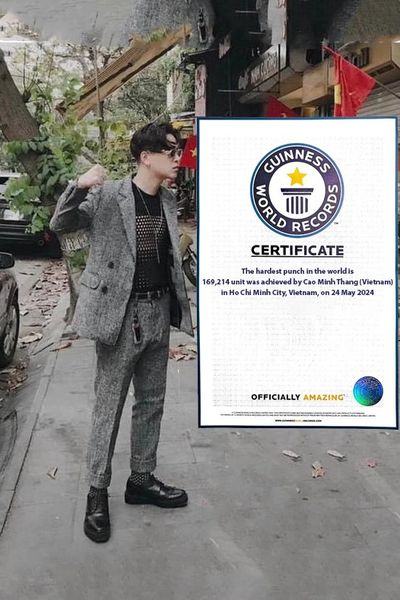 GUINNESS
WORLD RECORDS
CERTIFICATE
The hardest punch in the world is
169,214 unit was achieved by Cao Minh Thang (Vietnam)
in Ho Chi Minh City, Vietnam, on 24 May 2024
OFFICIALLY AMAZING